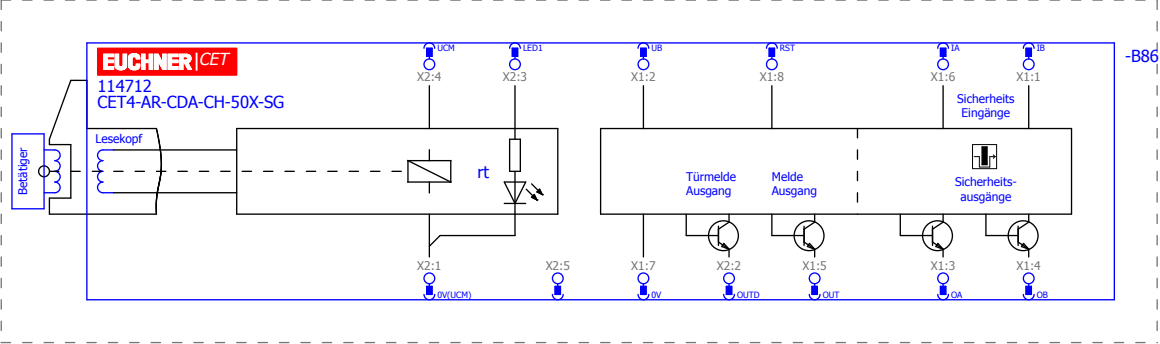 UCM
LED1
UB
RST
IA
IB
-B86
EUCHNER CET
X2:4
X2:3
X1:2
X1:8
X1:6
X1:1
114712
CET4-AR-CDA-CH-50X-SG
Sicherheits
Eingänge
Lesekopf
Betätiger
rt
Türmelde
Ausgang
Melde
Ausgang
Sicherheits-
ausgänge
X2:1
X2:5
X1:7
X2:2
X1:5
X1:3
X1:4
0V(UCM)
0V
OUTD
OUT
OA
OB